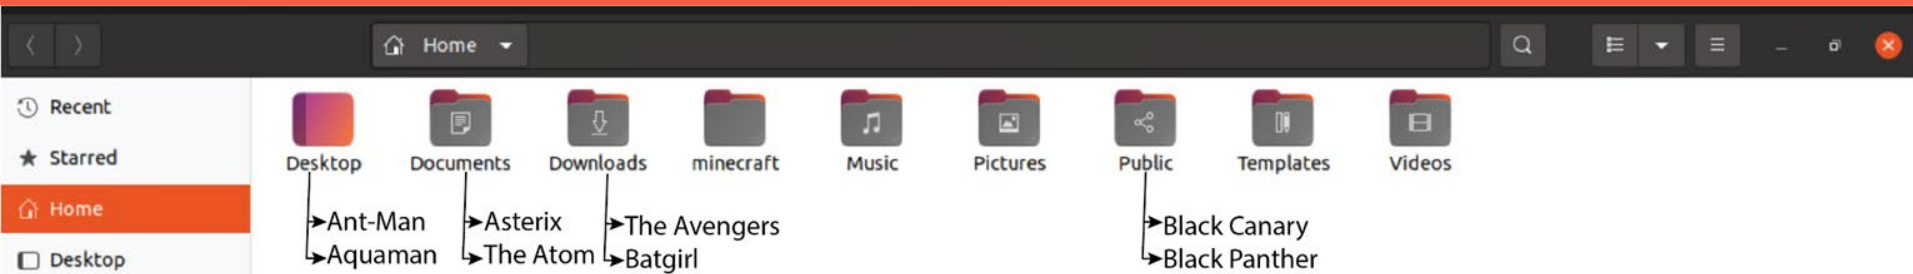 Home
Recent
Starred
Home
Desktop
Desktop Documents Downloads minecraft Music Pictures Public Templates Videos
Ant-Man Asterix The Avengers Black Canary
Aquaman The Atom Batgirl Black Panther